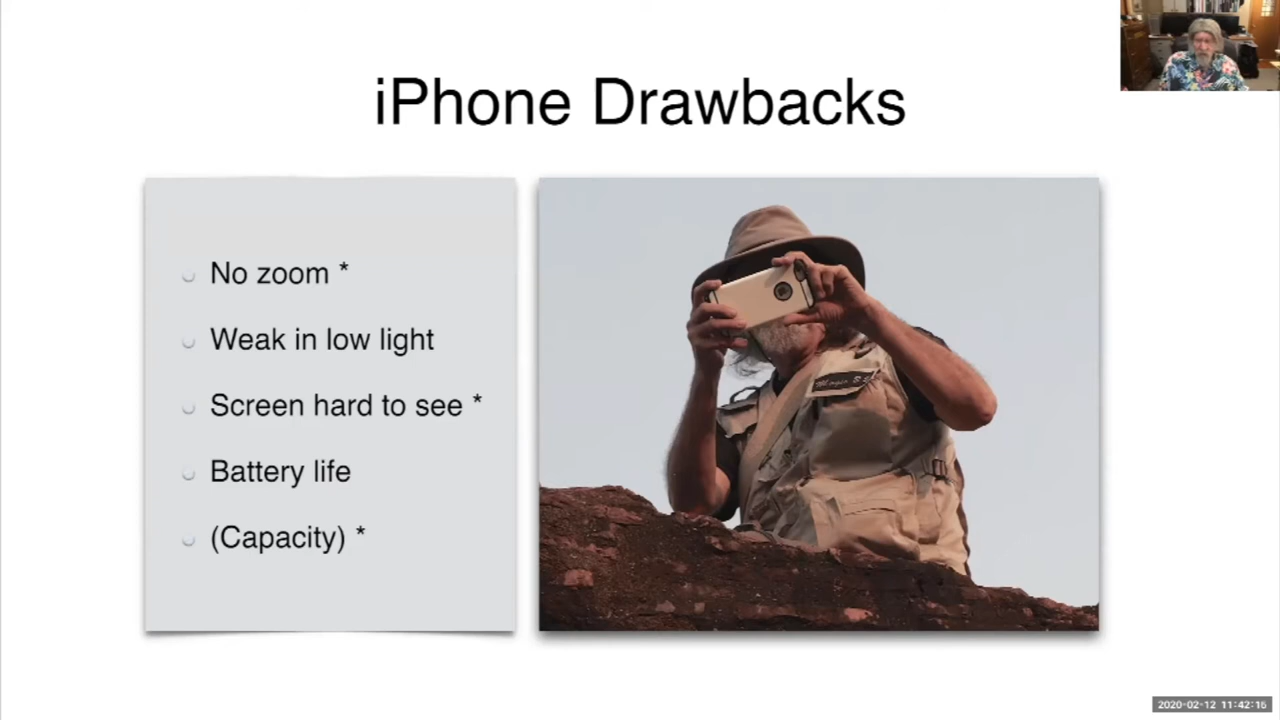 iPhone Drawbacks
No zoom *
Weak in low light
Screen hard to see *
Battery life
(Capacity) *
2020-02-12 11:42:16